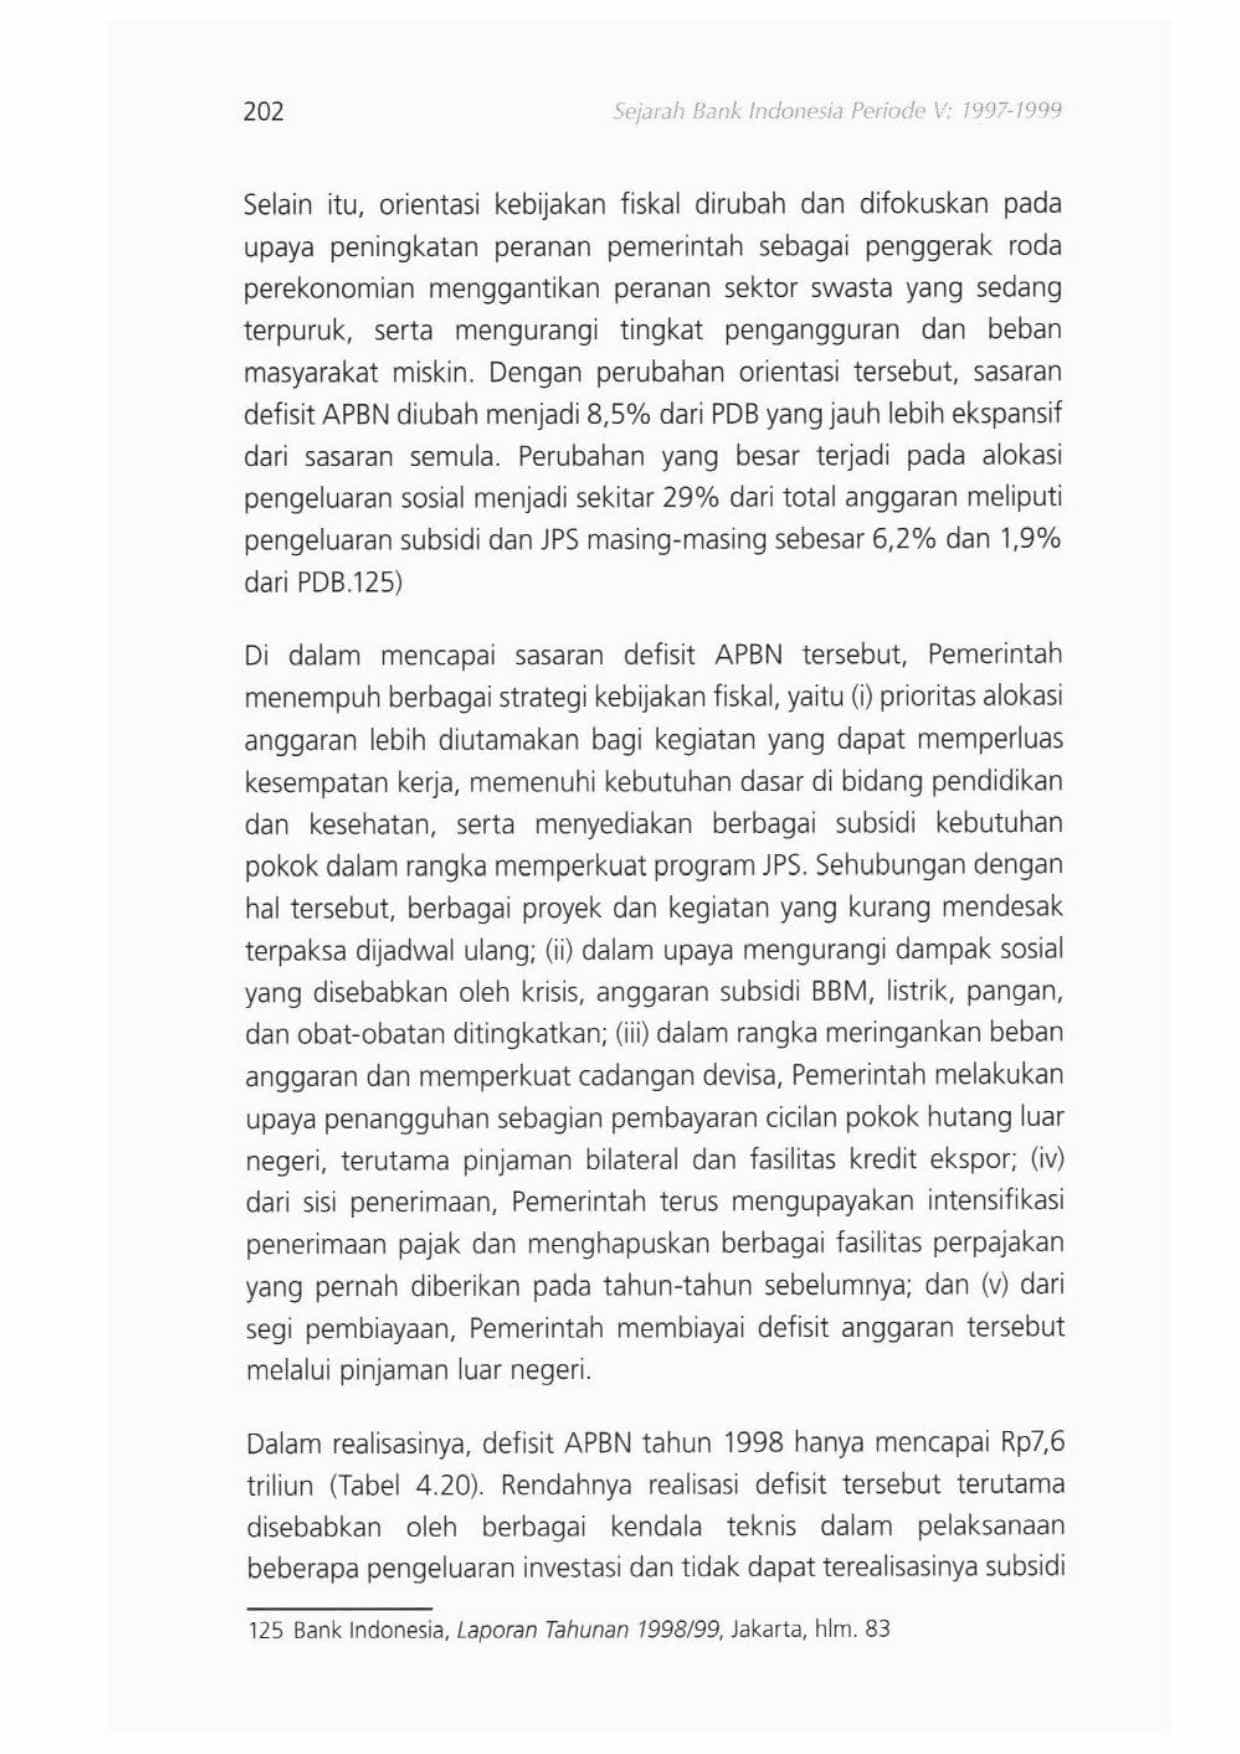 202
Sejarah Bank Indonesia Periode V: 1997-1999
Selain itu, orientasi kebijakan fiskal dirubah dan difokuskan pada
upaya peningkatan peranan pemerintah sebagai penggerak roda
perekonomian menggantikan peranan sektor swasta yang sedang
terpuruk, serta mengurangi tingkat pengangguran dan beban
masyarakat miskin. Dengan perubahan orientasi tersebut, sasaran
defisit APBN diubah menjadi 8,5% dari PDB yang jauh lebih ekspansif
dari sasaran semula. Perubahan yang besar terjadi pada alokasi
pengeluaran sosial menjadi sekitar 29% dari total anggaran meliputi
pengeluaran subsidi dan JPS masing-masing sebesar 6,2% dan 1,9%
dari PDB.125)
Di dalam mencapai sasaran defisit APBN tersebut, Pemerintah
menempuh berbagai strategi kebijakan fiskal, yaitu (i) prioritas alokasi
anggaran lebih diutamakan bagi kegiatan yang dapat memperluas
kesempatan kerja, memenuhi kebutuhan dasar di bidang pendidikan
dan kesehatan, serta menyediakan berbagai subsidi kebutuhan
pokok dalam rangka memperkuat program JPS. Sehubungan dengan
hal tersebut, berbagai proyek dan kegiatan yang kurang mendesak
terpaksa dijadwal ulang; (ii) dalam upaya mengurangi dampak sosial
yang disebabkan oleh krisis, anggaran subsidi BBM, listrik, pangan,
dan obat-obatan ditingkatkan; (iii) dalam rangka meringankan beban
anggaran dan memperkuat cadangan devisa, Pemerintah melakukan
upaya penangguhan sebagian pembayaran cicilan pokok hutang luar
negeri, terutama pinjaman bilateral dan fasilitas kredit ekspor; (iv)
dari sisi penerimaan, Pemerintah terus mengupayakan intensifikasi
penerimaan pajak dan menghapuskan berbagai fasilitas perpajakan
yang pernah diberikan pada tahun-tahun sebelumnya; dan (v) dari
segi pembiayaan, Pemerintah membiayai defisit anggaran tersebut
melalui pinjaman luar negeri.
Dalam realisasinya, defisit APBN tahun 1998 hanya mencapai Rp7,6
triliun (Tabel 4.20). Rendahnya realisasi defisit tersebut terutama
disebabkan oleh berbagai kendala teknis dalam pelaksanaan
beberapa pengeluaran investasi dan tidak dapat terealisasinya subsidi
125 Bank Indonesia, Laporan Tahunan 1998/99, Jakarta, hlm. 83